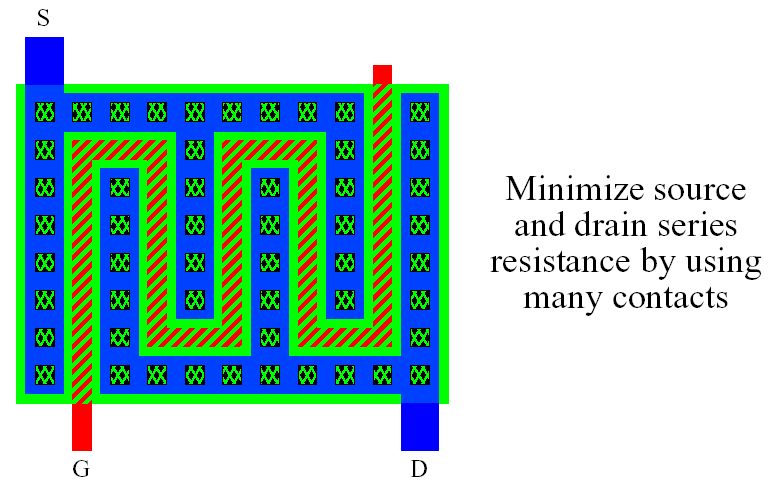 S
Minimize source
and drain series
resistance by using
many contacts
G
D